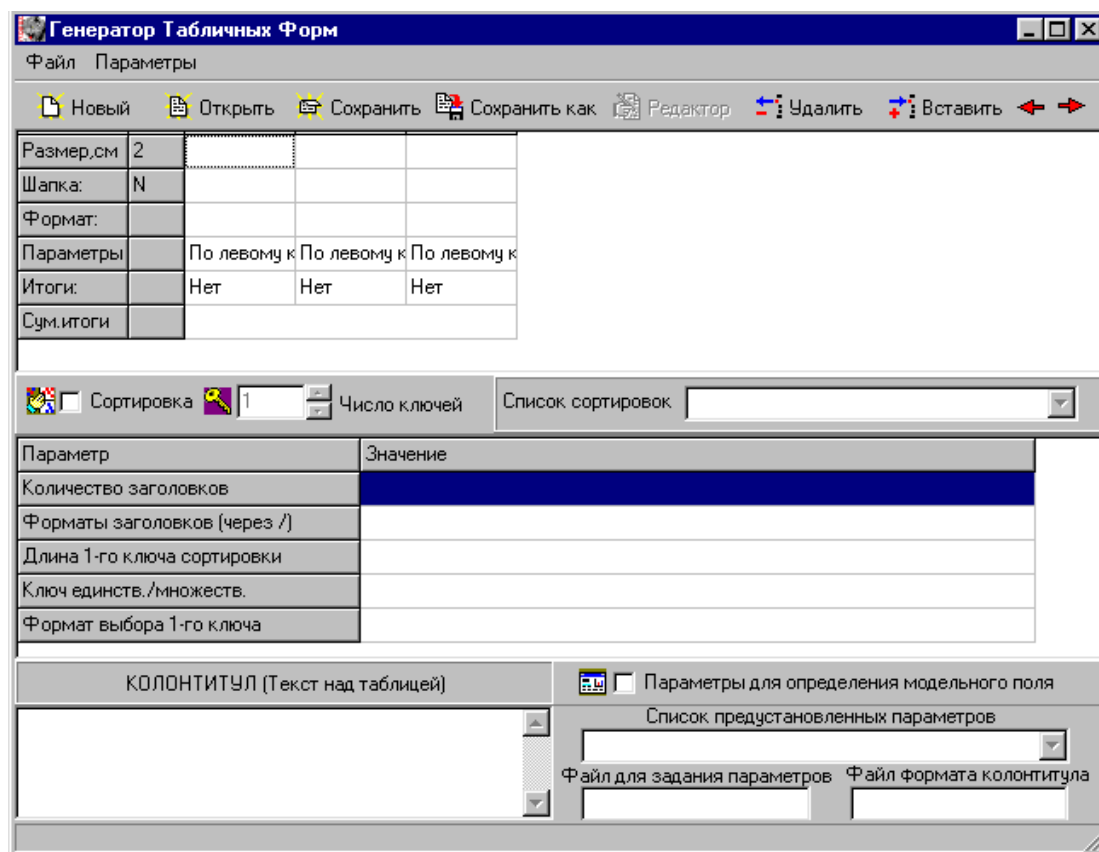 Генератор Табличных Форм
Файл Параметры
Новый Открыть Сохранить Сохранить как Редактор Удалить Вставить
Размер,см 2
Шапка: N
Формат:
Параметры По левому к По левому к По левому к
Итоги: Нет Нет Нет
Сум.итоги
Сортировка 1 Число ключей Список сортировок
Параметр Значение
Количество заголовков
Форматы заголовков (через /)
Длина 1-го ключа сортировки
Ключ единств./множеств.
Формат выбора 1-го ключа
КОЛОНТИТУЛ (Текст над таблицей) Параметры для определения модельного поля
Список предустановленных параметров
Файл для задания параметров Файл формата колонтитула